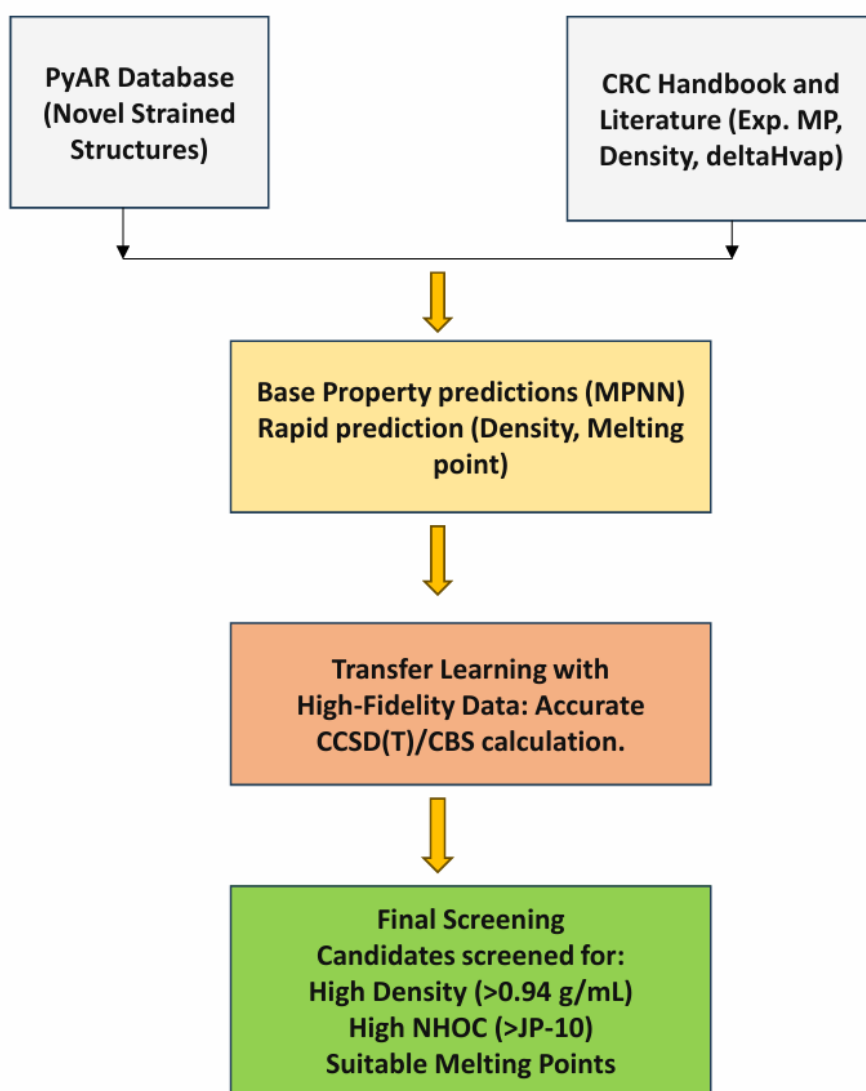 PyAR Database
(Novel Strained
Structures)
CRC Handbook and
Literature (Exp. MP,
Density, deltaHvap)
Base Property predictions (MPNN)
Rapid prediction (Density, Melting
point)
Transfer Learning with
High-Fidelity Data: Accurate
CCSD(T)/CBS calculation.
Final Screening
Candidates screened for:
High Density (>0.94 g/mL)
High NHOC (>JP-10)
Suitable Melting Points